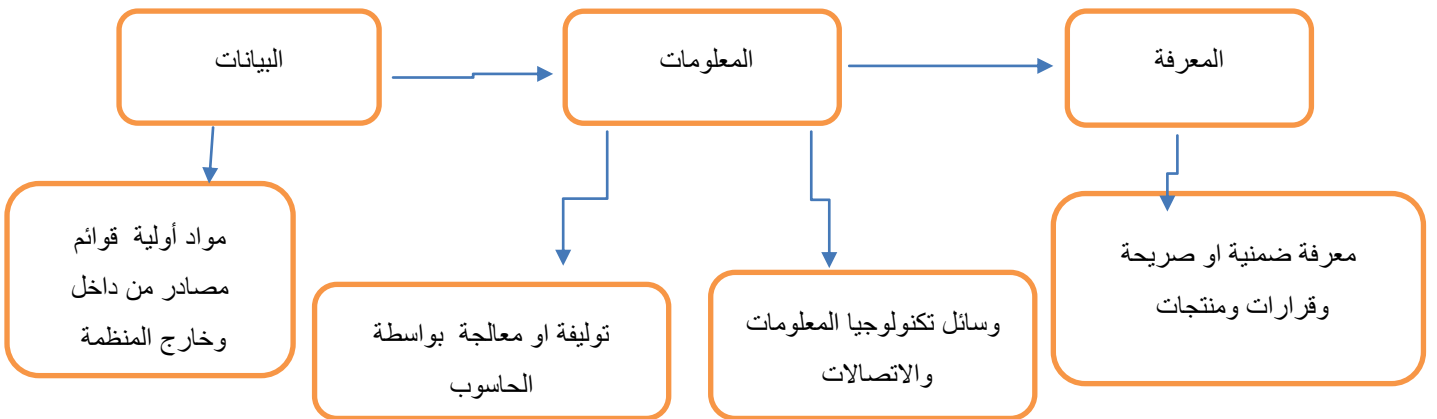 البيانات
المعلومات
المعرفة
مواد أولية قوائم
مصادر من داخل
وخارج المنظمة
توليفة او معالجة بواسطة
الحاسوب
وسائل تكنولوجيا المعلومات
والاتصالات
معرفة ضمنية او صريحة
وقرارات ومنتجات